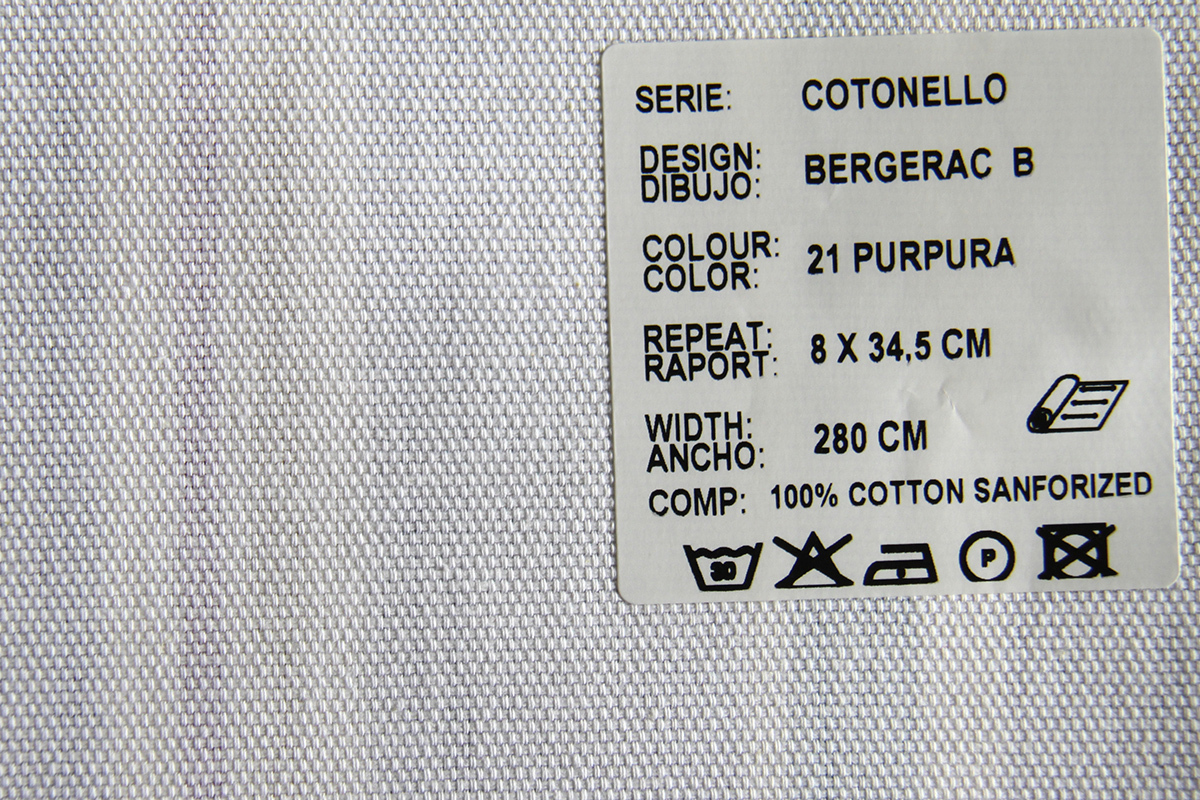 SERIE: COTONELLO
DESIGN: BERGERAC B
DIBUJO:
COLOUR: 21 PURPURA
COLOR:
REPEAT: 8 X 34,5 CM
RAPORT:
WIDTH: 280 CM
ANCHO:
COMP: 100% COTTON SANFORIZED
30 P